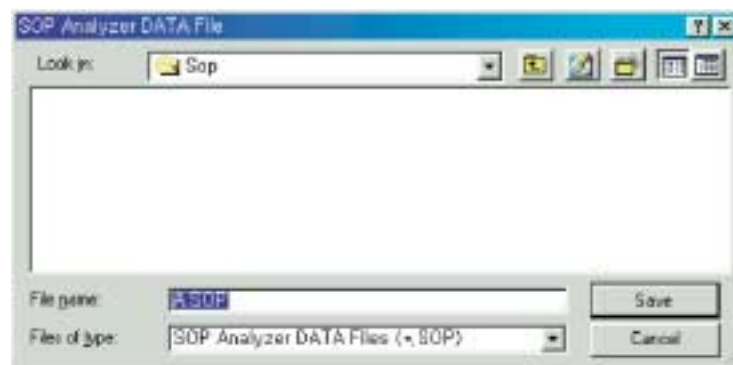 SOP Analyzer DATA File
Look in: Sop
File name: *.SOP
Save
Files of type: SOP Analyzer DATA Files (*.SOP)
Cancel